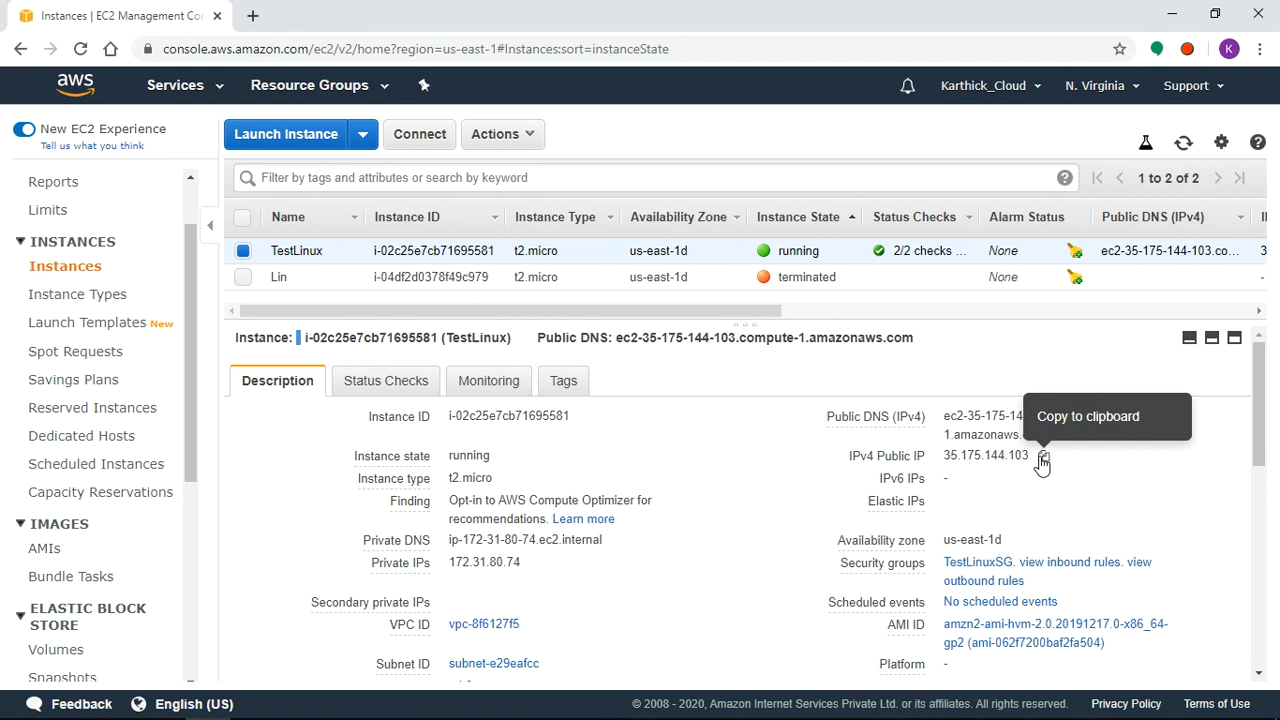 Instances | EC2 Management Co
console.aws.amazon.com/ec2/v2/home?region=us-east-1#Instances:sort=instanceState
K
aws
Services
Resource Groups
Karthick_Cloud
N. Virginia
Support
New EC2 Experience
Tell us what you think
Reports
Limits
INSTANCES
Instances
Instance Types
Launch Templates New
Spot Requests
Savings Plans
Reserved Instances
Dedicated Hosts
Scheduled Instances
Capacity Reservations
IMAGES
AMIs
Bundle Tasks
ELASTIC BLOCK
STORE
Volumes
Snapshots
Launch Instance
Connect
Actions
Filter by tags and attributes or search by keyword
1 to 2 of 2
Name Instance ID Instance Type Availability Zone Instance State Status Checks Alarm Status Public DNS (IPv4)
TestLinux i-02c25e7cb71695581 t2.micro us-east-1d running 2/2 checks ... None ec2-35-175-144-103.co... 3
Lin i-04df2d0378f49c979 t2.micro us-east-1d terminated None -
Instance: i-02c25e7cb71695581 (TestLinux) Public DNS: ec2-35-175-144-103.compute-1.amazonaws.com
Description Status Checks Monitoring Tags
Instance ID i-02c25e7cb71695581
Instance state running
Instance type t2.micro
Finding Opt-in to AWS Compute Optimizer for
recommendations. Learn more
Private DNS ip-172-31-80-74.ec2.internal
Private IPs 172.31.80.74
Secondary private IPs
VPC ID vpc-8f6127f5
Subnet ID subnet-e29eafcc
Public DNS (IPv4) ec2-35-175-14
1.amazonaws.
Copy to clipboard
IPv4 Public IP 35.175.144.103
IPv6 IPs -
Elastic IPs
Availability zone us-east-1d
Security groups TestLinuxSG. view inbound rules. view
outbound rules
Scheduled events No scheduled events
AMI ID amzn2-ami-hvm-2.0.20191217.0-x86_64-
gp2 (ami-062f7200baf2fa504)
Platform -
Feedback
English (US)
© 2008 - 2020, Amazon Internet Services Private Ltd. or its affiliates. All rights reserved.
Privacy Policy
Terms of Use